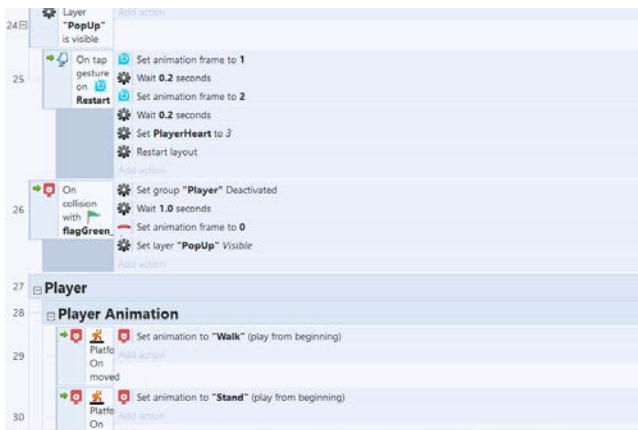 24
Layer
"PopUp"
is visible
Add action
25
On tap
gesture
on
Restart
Set animation frame to 1
Wait 0.2 seconds
Set animation frame to 2
Wait 0.2 seconds
Set PlayerHeart to 3
Restart layout
Add action
26
On
collision
with
flagGreen_
Set group "Player" Deactivated
Wait 1.0 seconds
Set animation frame to 0
Set layer "PopUp" Visible
Add action
27 Player
28 Player Animation
29
Platfo
On
moved
Set animation to "Walk" (play from beginning)
Add action
30
Platfo
On
Set animation to "Stand" (play from beginning)
Add action